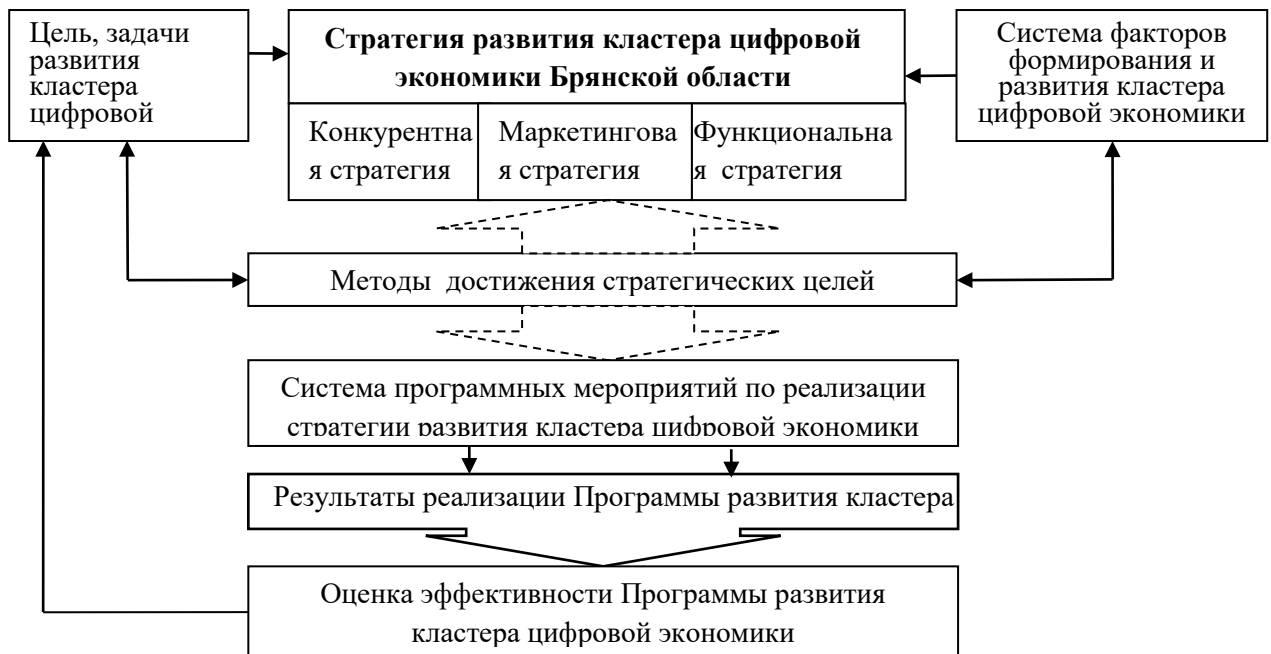 Цель, задачи
развития
кластера
цифровой
Стратегия развития кластера цифровой
экономики Брянской области
Конкурентна
я стратегия
Маркетингова
я стратегия
Функциональна
я стратегия
Система факторов
формирования и
развития кластера
цифровой экономики
Методы достижения стратегических целей
Система программных мероприятий по реализации
стратегии развития кластера цифровой экономики
Результаты реализации Программы развития кластера
Оценка эффективности Программы развития
кластера цифровой экономики